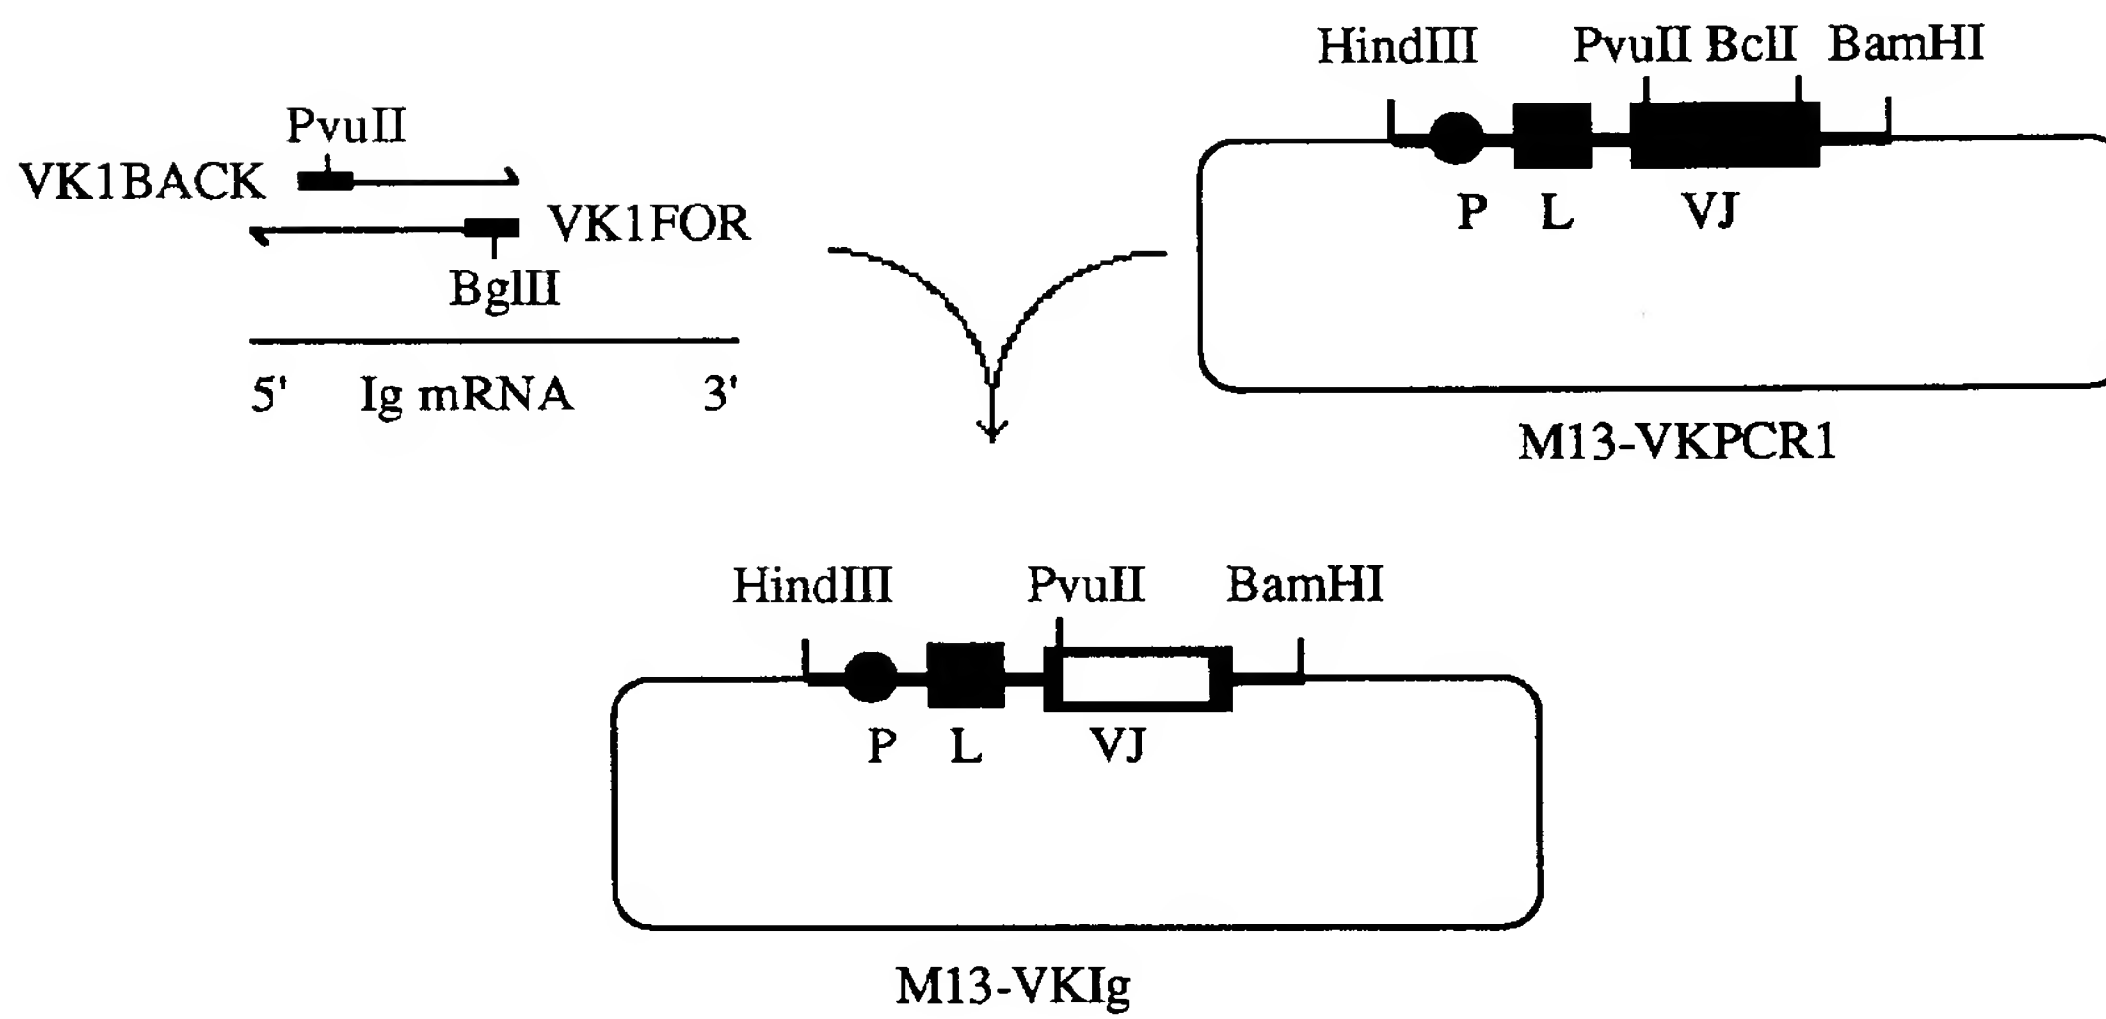 HindIII PvuII BclI BamHI
PvuII
VK1BACK
VK1FOR
BglII
P L VJ
5' Ig mRNA 3'
M13-VKPCR1
HindIII PvuII BamHI
P L VJ
M13-VKIg